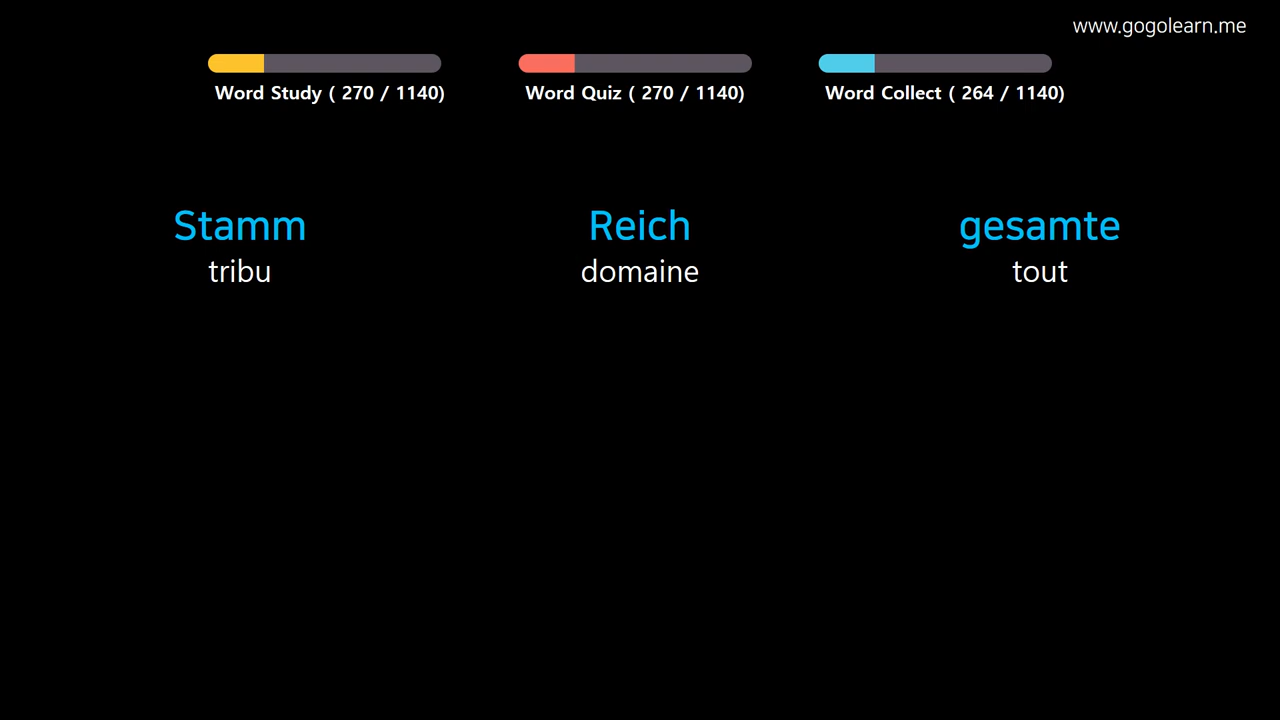 www.gogolearn.me
Word Study ( 270 / 1140)
Word Quiz ( 270 / 1140)
Word Collect ( 264 / 1140)
Stamm
tribu
Reich
domaine
gesamte
tout